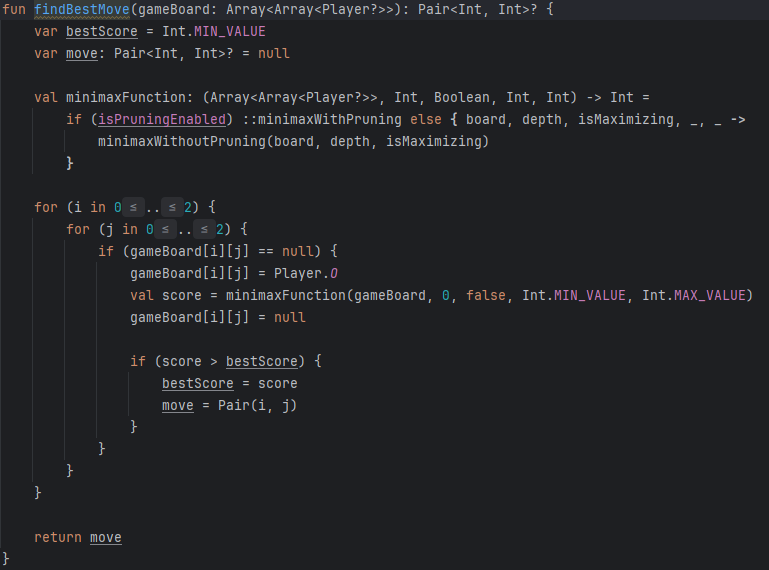 fun findBestMove(gameBoard: Array<Array<Player?>>): Pair<Int, Int>? {
    var bestScore = Int.MIN_VALUE
    var move: Pair<Int, Int>? = null

    val minimaxFunction: (Array<Array<Player?>>, Int, Boolean, Int, Int) -> Int =
        if (isPruningEnabled) ::minimaxWithPruning else { board, depth, isMaximizing, _, _ ->
            minimaxWithoutPruning(board, depth, isMaximizing)
        }

    for (i in 0 ≤ .. ≤ 2) {
        for (j in 0 ≤ .. ≤ 2) {
            if (gameBoard[i][j] == null) {
                gameBoard[i][j] = Player.O
                val score = minimaxFunction(gameBoard, 0, false, Int.MIN_VALUE, Int.MAX_VALUE)
                gameBoard[i][j] = null

                if (score > bestScore) {
                    bestScore = score
                    move = Pair(i, j)
                }
            }
        }
    }

    return move
}